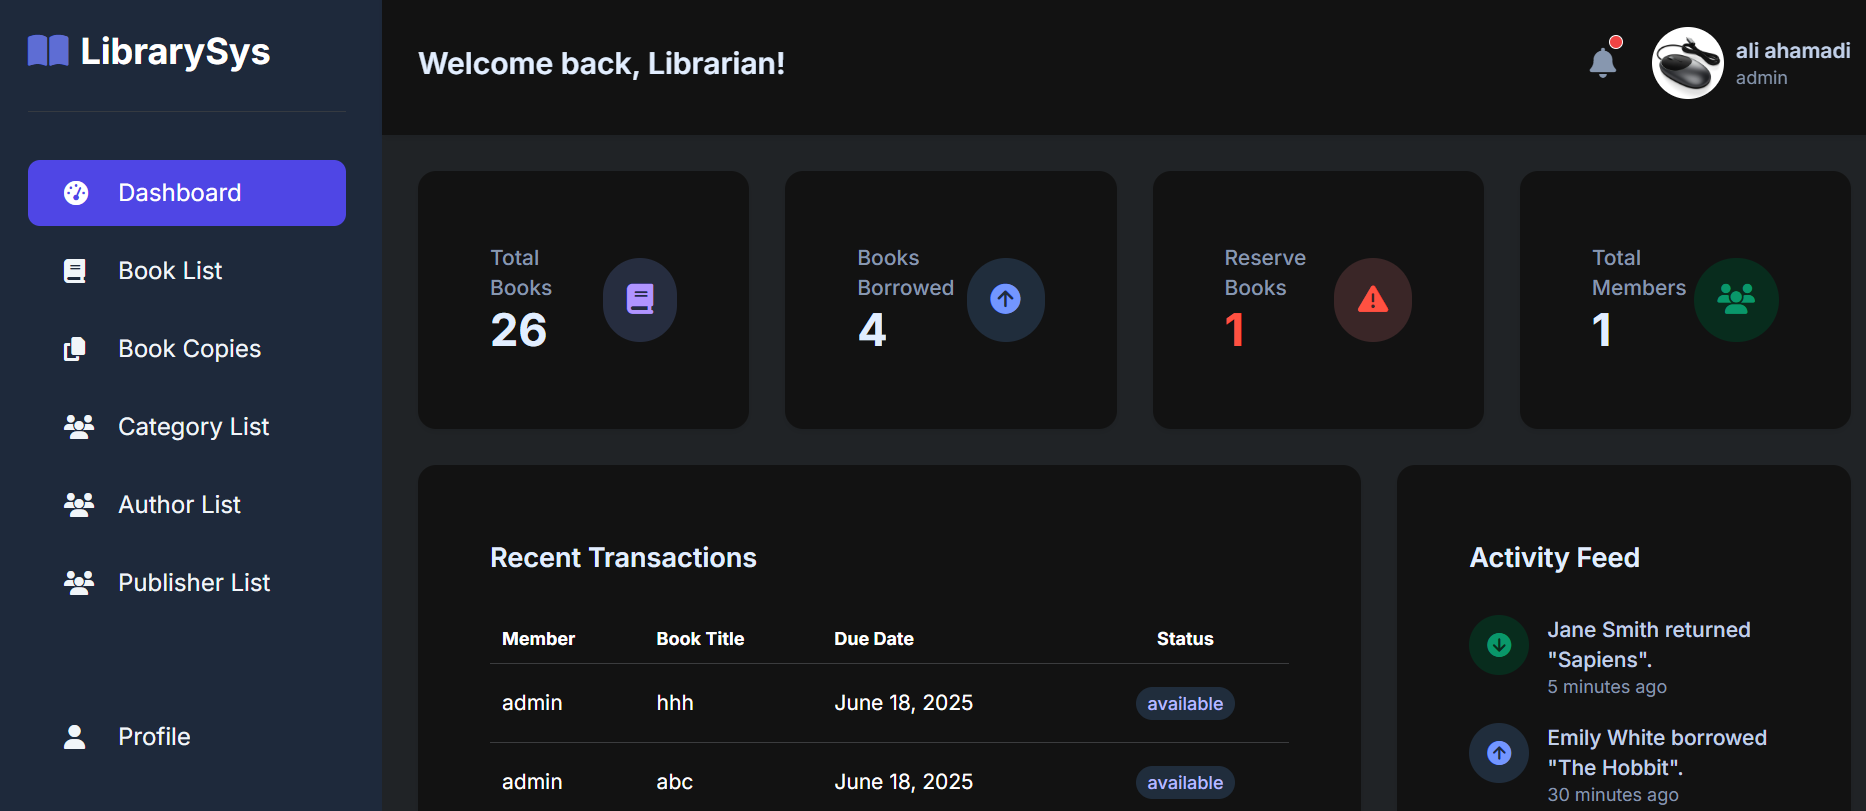 LibrarySys
Dashboard
Book List
Book Copies
Category List
Author List
Publisher List
Profile
Welcome back, Librarian!
ali ahamadi
admin
Total
Books
26
Books
Borrowed
4
Reserve
Books
1
Total
Members
1
Recent Transactions
Member Book Title Due Date Status
admin hhh June 18, 2025 available
admin abc June 18, 2025 available
Activity Feed
Jane Smith returned
"Sapiens".
5 minutes ago
Emily White borrowed
"The Hobbit".
30 minutes ago